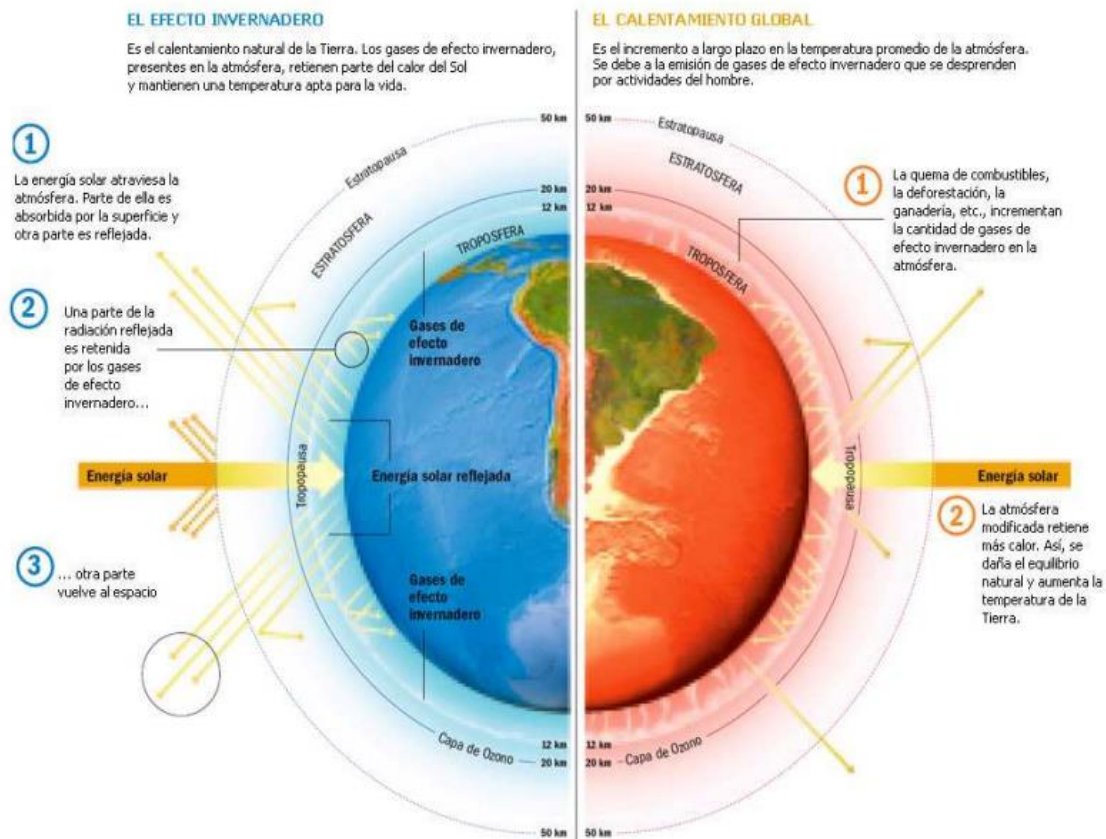 EL EFECTO INVERNADERO
Es el calentamiento natural de la Tierra. Los gases de efecto invernadero,
presentes en la atmósfera, retienen parte del calor del Sol
y mantienen una temperatura apta para la vida.
1
La energía solar atraviesa la
atmósfera. Parte de ella es
absorbida por la superficie y
otra parte es reflejada.
2
Una parte de la
radiación reflejada
es retenida
por los gases
de efecto
invernadero...
Energía solar
3
... otra parte
vuelve al espacio
50 km
Estratopausa
20 km
12 km
ESTRATOSFERA
TROPOSFERA
Gases de
efecto
invernadero
Tropopausa
Energía solar reflejada
Gases de
efecto
invernadero
Capa de Ozono
12 km
20 km
50 km
EL CALENTAMIENTO GLOBAL
Es el incremento a largo plazo en la temperatura promedio de la atmósfera.
Se debe a la emisión de gases de efecto invernadero que se desprenden
por actividades del hombre.
50 km
Estratopausa
ESTRATOSFERA
20 km
12 km
TROPOSFERA
1
La quema de combustibles,
la deforestación, la
ganadería, etc., incrementan
la cantidad de gases de
efecto invernadero en la
atmósfera.
Tropopausa
Energía solar
2
La atmósfera
modificada retiene
más calor. Así, se
daña el equilibrio
natural y aumenta la
temperatura de la
Tierra.
12 km
20 km
Capa de Ozono
50 km